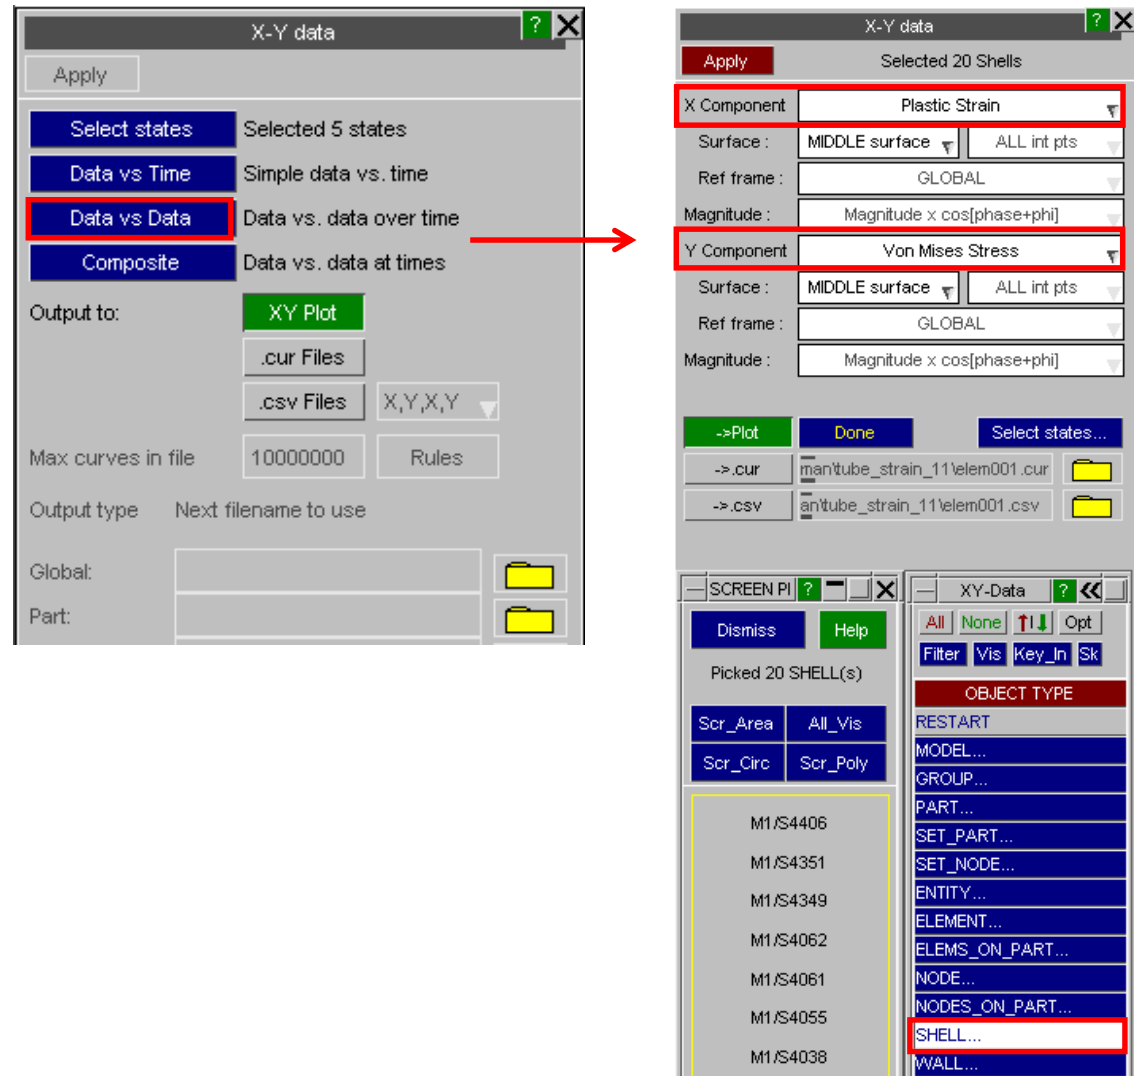 X-Y data ?
Apply
Select states Selected 5 states
Data vs Time Simple data vs. time
Data vs Data Data vs. data over time
Composite Data vs. data at times
Output to: XY Plot
.cur Files
.csv Files X,Y,X,Y
Max curves in file 10000000 Rules
Output type Next filename to use
Global:
Part:
X-Y data ?
Apply Selected 20 Shells
X Component Plastic Strain
Surface : MIDDLE surface ALL int pts
Ref frame : GLOBAL
Magnitude : Magnitude x cos[phase+phi]
Y Component Von Mises Stress
Surface : MIDDLE surface ALL int pts
Ref frame : GLOBAL
Magnitude : Magnitude x cos[phase+phi]
->Plot Done Select states...
->.cur man\tube_strain_11\elem001.cur
->.csv an\tube_strain_11\elem001.csv
SCREEN PI ?
Dismiss Help
Picked 20 SHELL(s)
Scr_Area All_Vis
Scr_Circ Scr_Poly
M1/S4406
M1/S4351
M1/S4349
M1/S4062
M1/S4061
M1/S4055
M1/S4038
XY-Data ?
All None Opt
Filter Vis Key_In Sk
OBJECT TYPE
RESTART
MODEL...
GROUP...
PART...
SET_PART...
SET_NODE...
ENTITY...
ELEMENT...
ELEMS_ON_PART...
NODE...
NODES_ON_PART...
SHELL...
WALL...